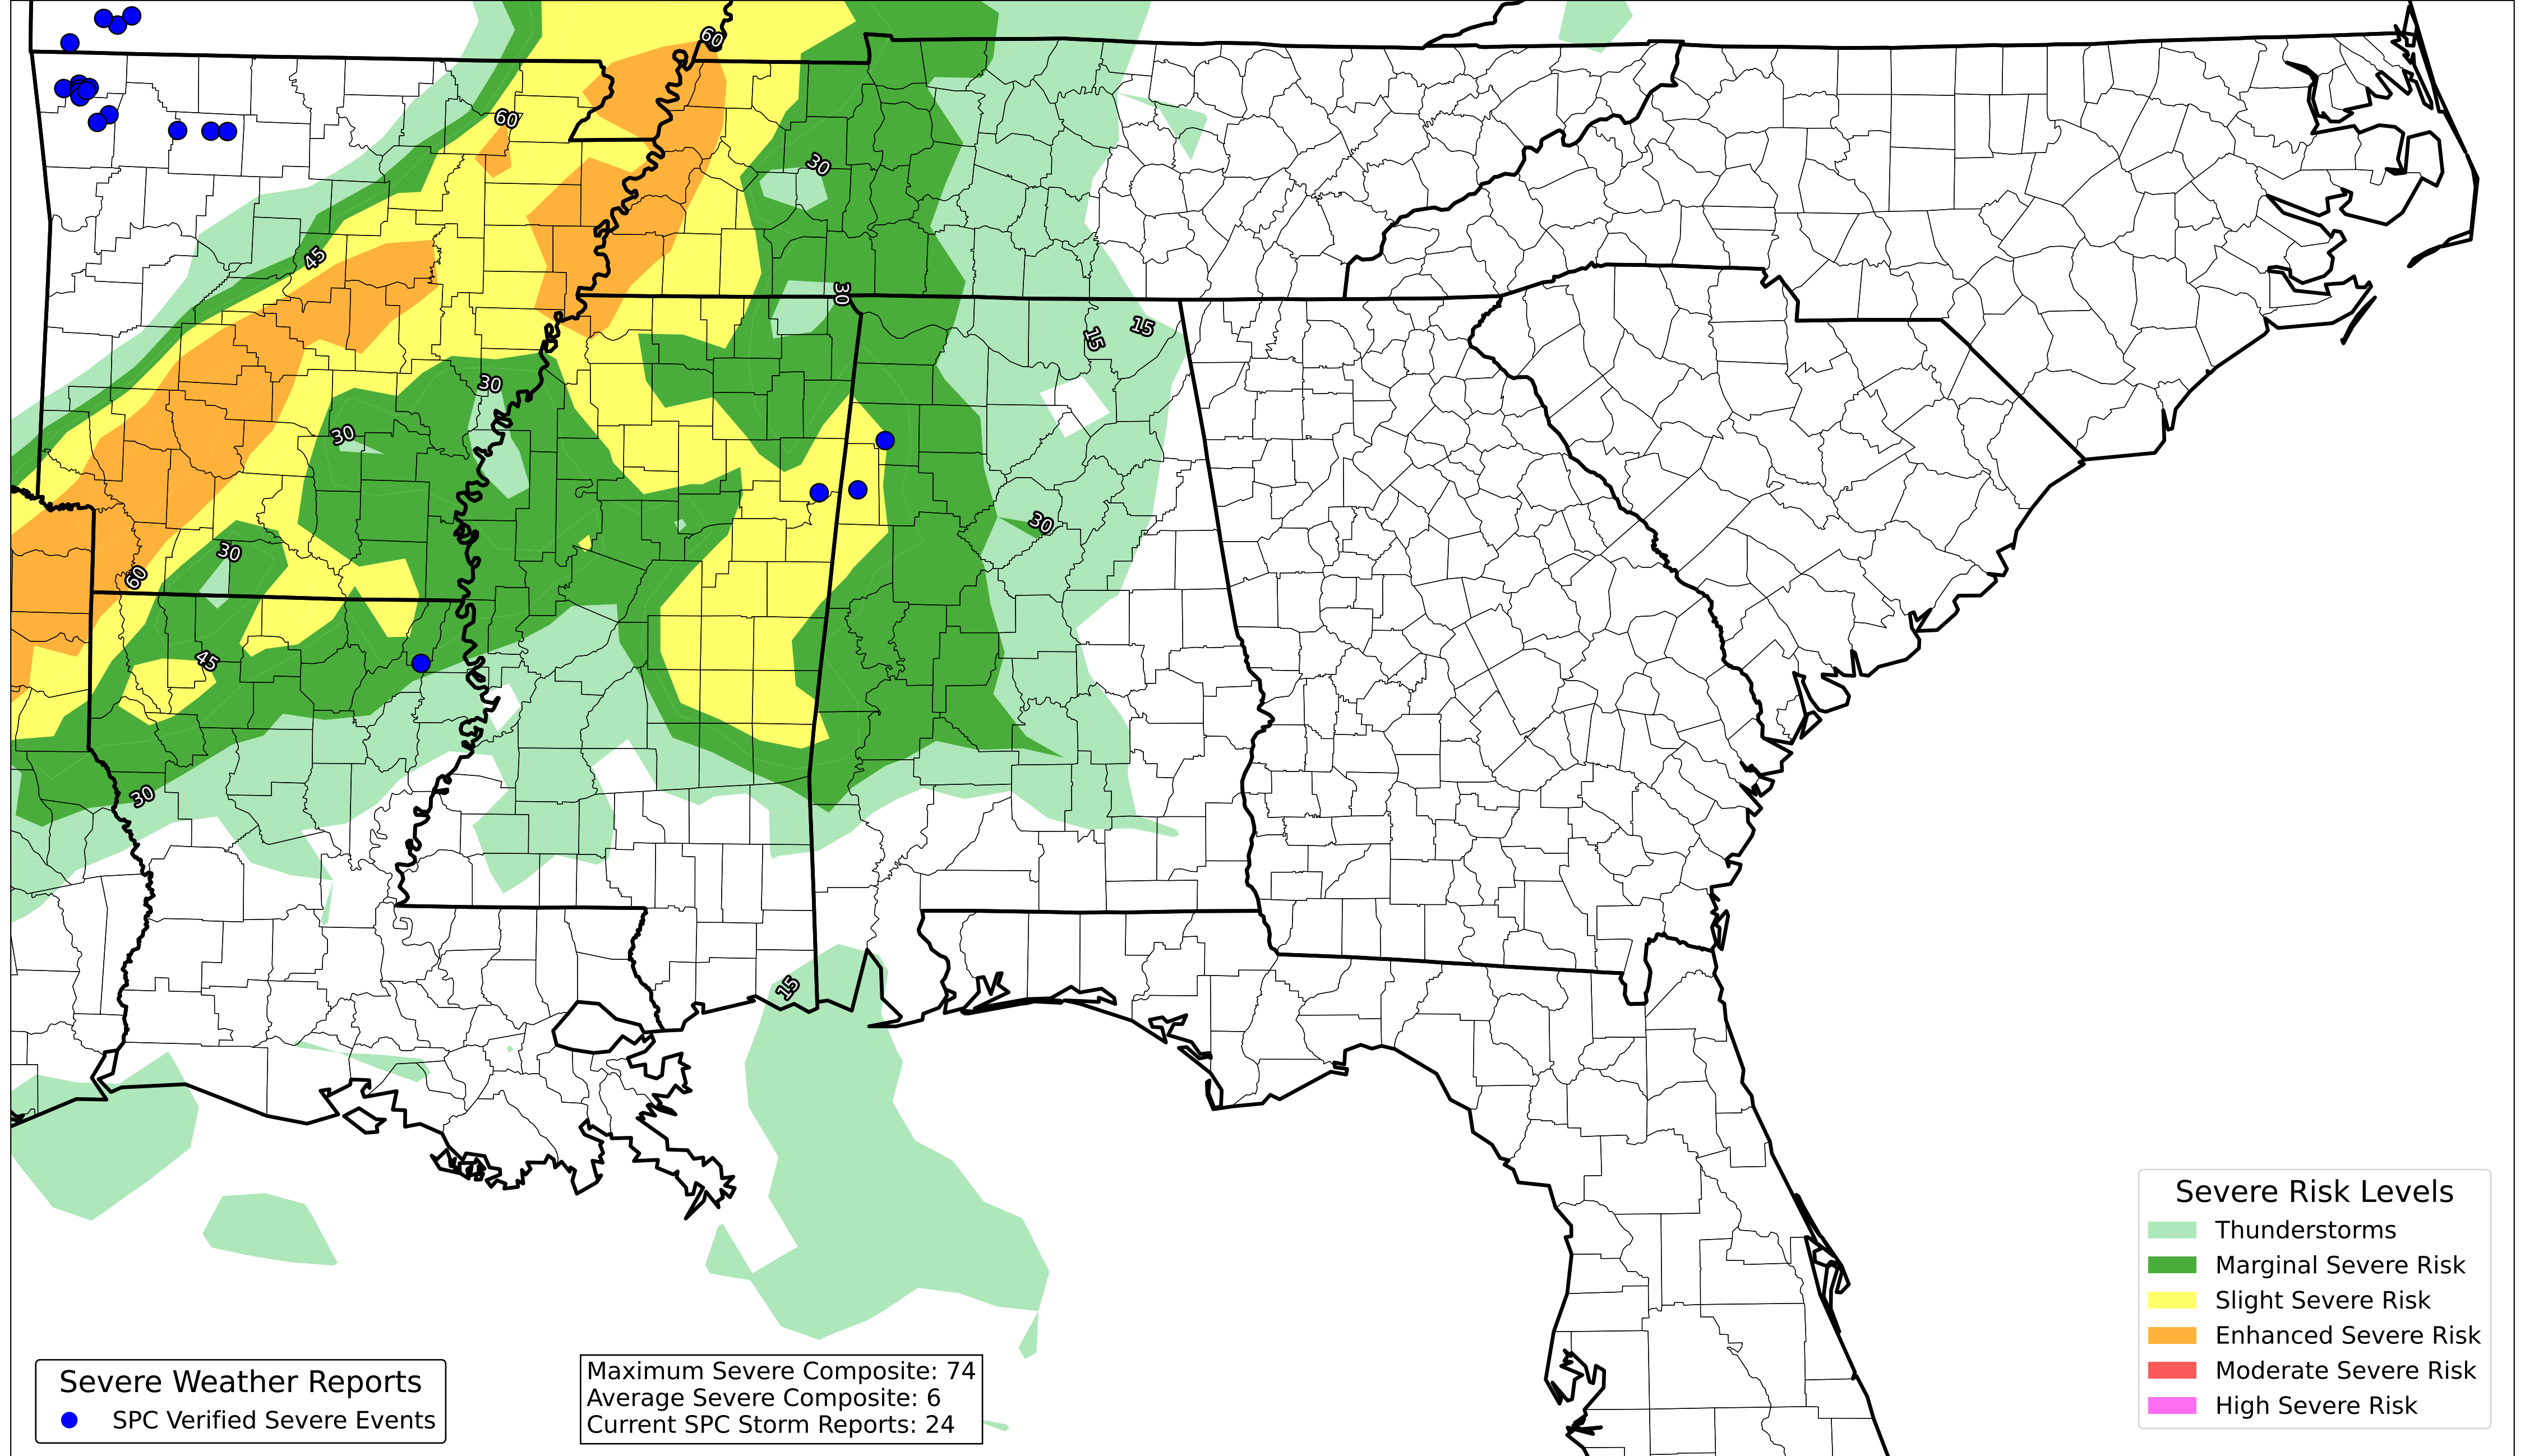 60
60
30
45
30
15
15
30
30
30
30
60
45
30
15
Severe Risk Levels
Thunderstorms
Marginal Severe Risk
Slight Severe Risk
Enhanced Severe Risk
Moderate Severe Risk
High Severe Risk
Severe Weather Reports
SPC Verified Severe Events
Maximum Severe Composite: 74
Average Severe Composite: 6
Current SPC Storm Reports: 24